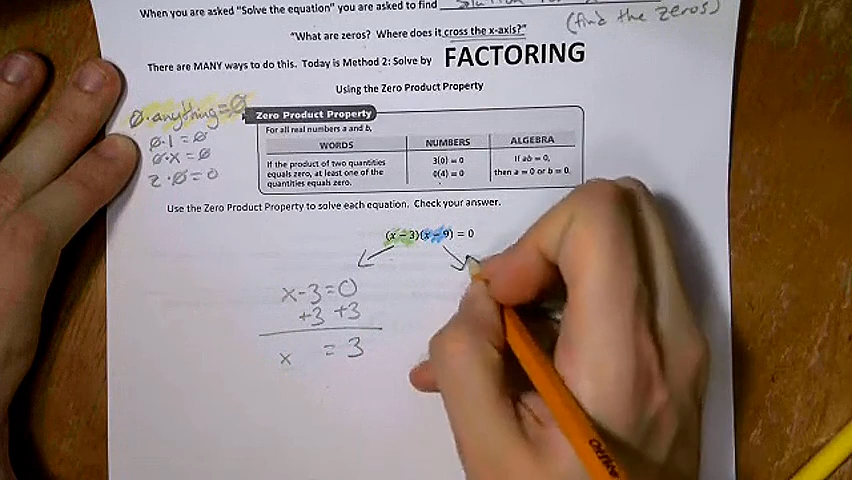 When you are asked "Solve the equation" you are asked to find
(find the zeros)
"What are zeros? Where does it cross the x-axis?"
There are MANY ways to do this. Today is Method 2: Solve by FACTORING
Using the Zero Product Property
0·anything=0
0·1=0
0·x=0
2·0=0
Zero Product Property
For all real numbers a and b,
WORDS NUMBERS ALGEBRA
If the product of two quantities equals zero, at least one of the quantities equals zero.
3(0) = 0
0(4) = 0
If ab = 0,
then a = 0 or b = 0.
Use the Zero Product Property to solve each equation. Check your answer.
(x − 3)(x − 9) = 0
x-3=0
+3 +3
x = 3